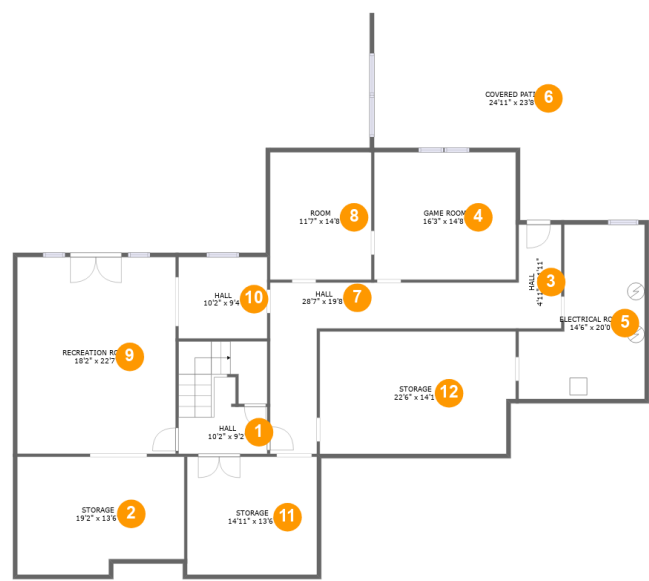 COVERED PATI
6
24'11" x 23'8
ROOM
8
11'7" x 14'8
GAME ROOM
4
16'3" x 14'8
HALL
3
HALL
10
10'2" x 9'4
HALL
7
28'7" x 19'8
ELECTRICAL RO
5
14'6" x 20'0
RECREATION RO
9
18'2" x 22'7
STORAGE
12
22'6" x 14'1
HALL
1
10'2" x 9'2
STORAGE
2
19'2" x 13'6
STORAGE
11
14'11" x 13'6